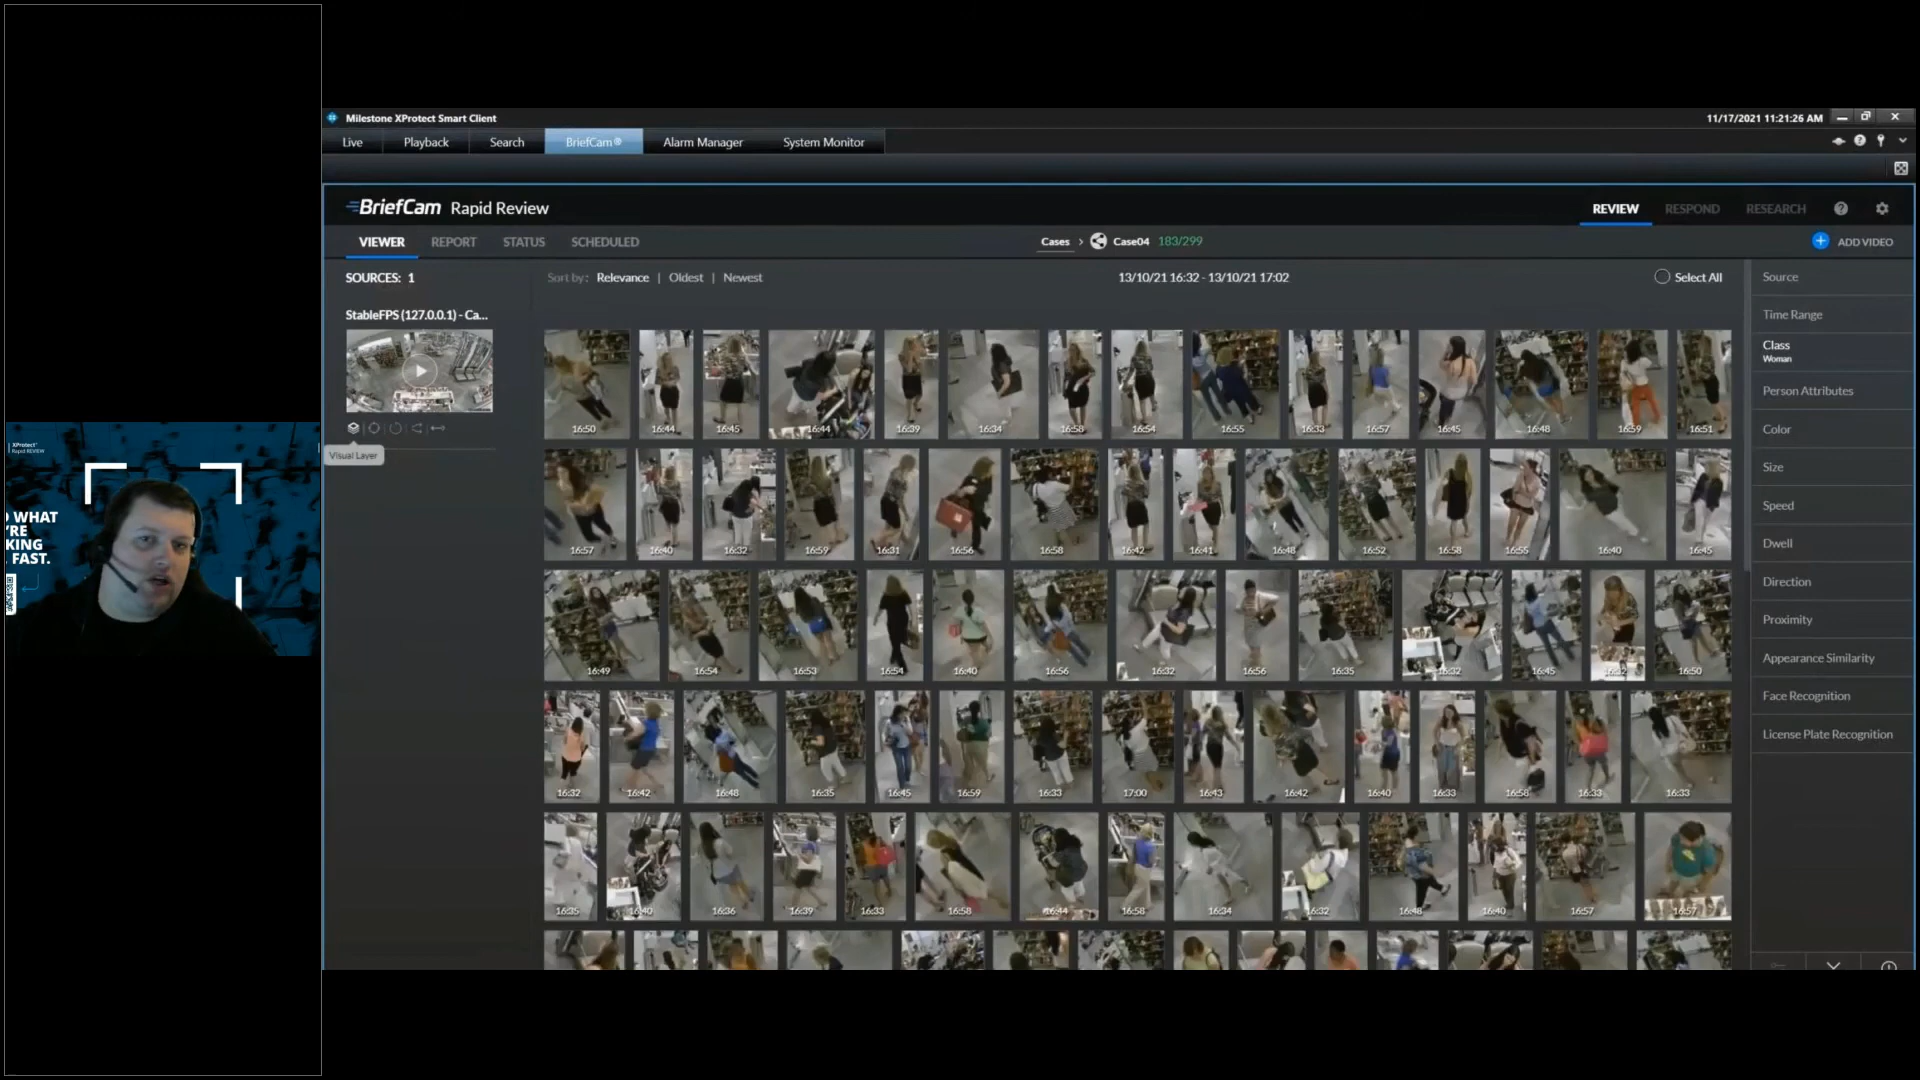 Milestone XProtect Smart Client
11/17/2021 11:21:26 AM
Live
Playback
Search
BriefCam®
Alarm Manager
System Monitor
BriefCam Rapid Review
REVIEW
RESPOND
RESEARCH
VIEWER
REPORT
STATUS
SCHEDULED
Cases > Case04 183/299
ADD VIDEO
SOURCES: 1
Sort by: Relevance | Oldest | Newest
13/10/21 16:32 - 13/10/21 17:02
Select All
StableFPS (127.0.0.1) - Ca...
Visual Layer
Source
Time Range
Class
Woman
Person Attributes
Color
Size
Speed
Dwell
Direction
Proximity
Appearance Similarity
Face Recognition
License Plate Recognition
16:50 16:44 16:45 16:44 16:39 16:34 16:58 16:54 16:55 16:33 16:57 16:45 16:48 16:59 16:51
16:57 16:40 16:32 16:59 16:31 16:56 16:58 16:42 16:41 16:48 16:52 16:58 16:55 16:40 16:45
16:49 16:54 16:53 16:54 16:40 16:56 16:32 16:56 16:35 16:32 16:45 16:50
16:32 16:42 16:48 16:35 16:45 16:59 16:33 17:00 16:43 16:42 16:40 16:33 16:58 16:33 16:33
16:35 16:40 16:36 16:39 16:33 16:58 16:44 16:58 16:34 16:32 16:48 16:40 16:57 16:57
XProtect®
Rapid REVIEW
WHAT
'RE
KING
FAST.